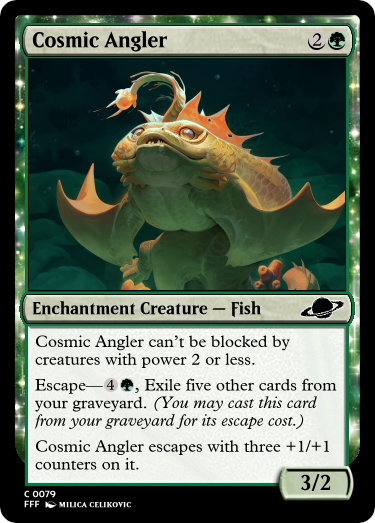 Cosmic Angler 2
Enchantment Creature — Fish
Cosmic Angler can't be blocked by
creatures with power 2 or less.
Escape—4, Exile five other cards from
your graveyard. (You may cast this card
from your graveyard for its escape cost.)
Cosmic Angler escapes with three +1/+1
counters on it.
3/2
C 0079
FFF MILICA CELIKOVIC